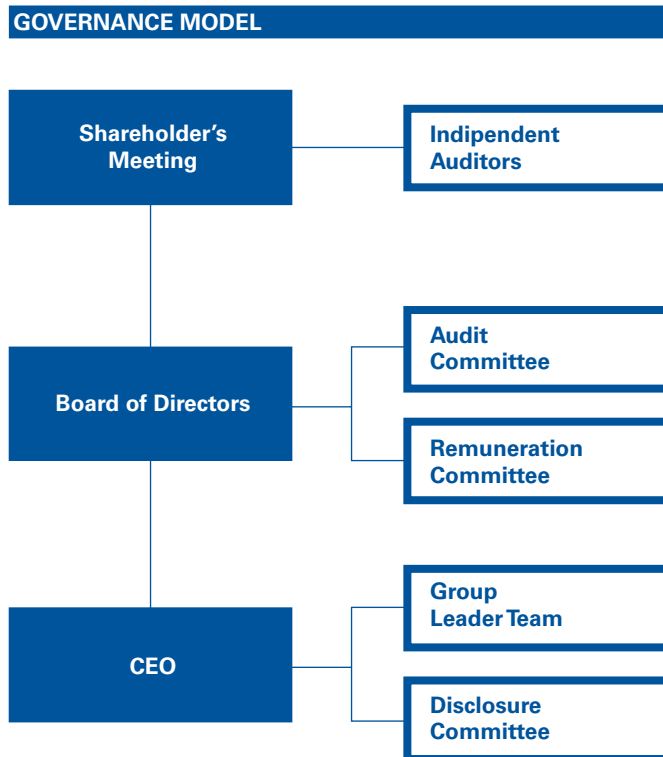 GOVERNANCE MODEL
Shareholder's
Meeting
Indipendent
Auditors
Audit
Committee
Board of Directors
Remuneration
Committee
Group
Leader Team
CEO
Disclosure
Committee